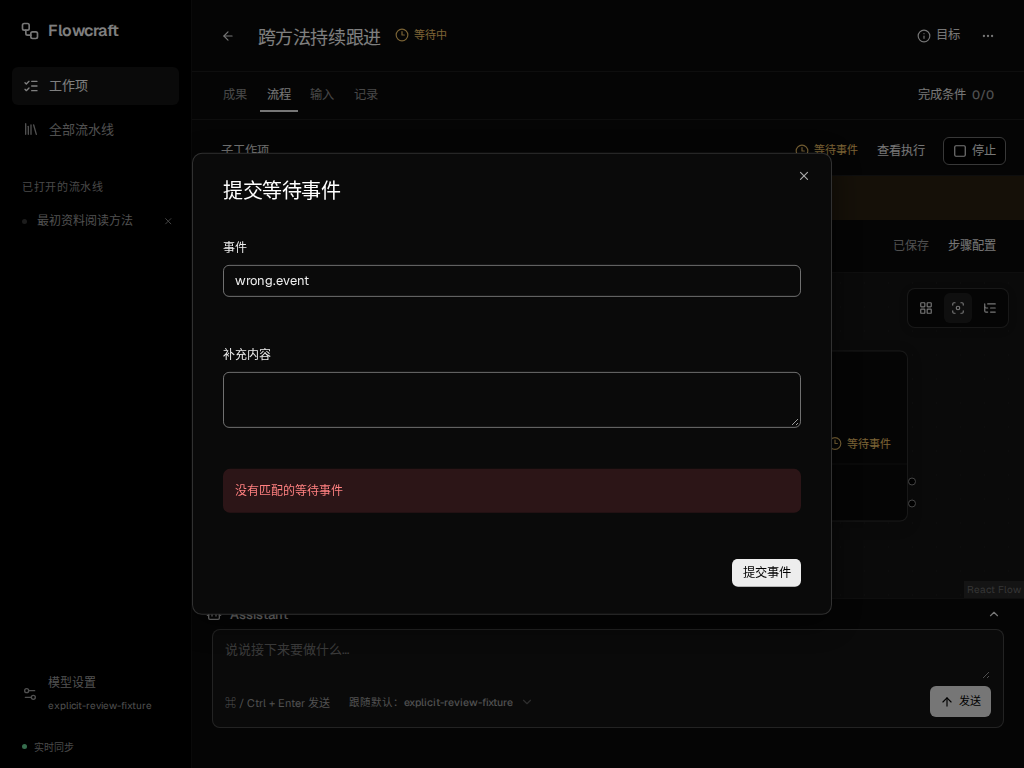 Flowcraft
工作项
全部流水线
已打开的流水线
最初资料阅读方法
模型设置
explicit-review-fixture
实时同步
跨方法持续跟进
等待中
目标
成果 流程 输入 记录
完成条件 0/0
子工作项
等待事件 查看执行 停止
已保存 步骤配置
提交等待事件
事件
wrong.event
补充内容
没有匹配的等待事件
提交事件
等待事件
React Flow
Assistant
说说接下来要做什么…
⌘ / Ctrl + Enter 发送
跟随默认：explicit-review-fixture
发送